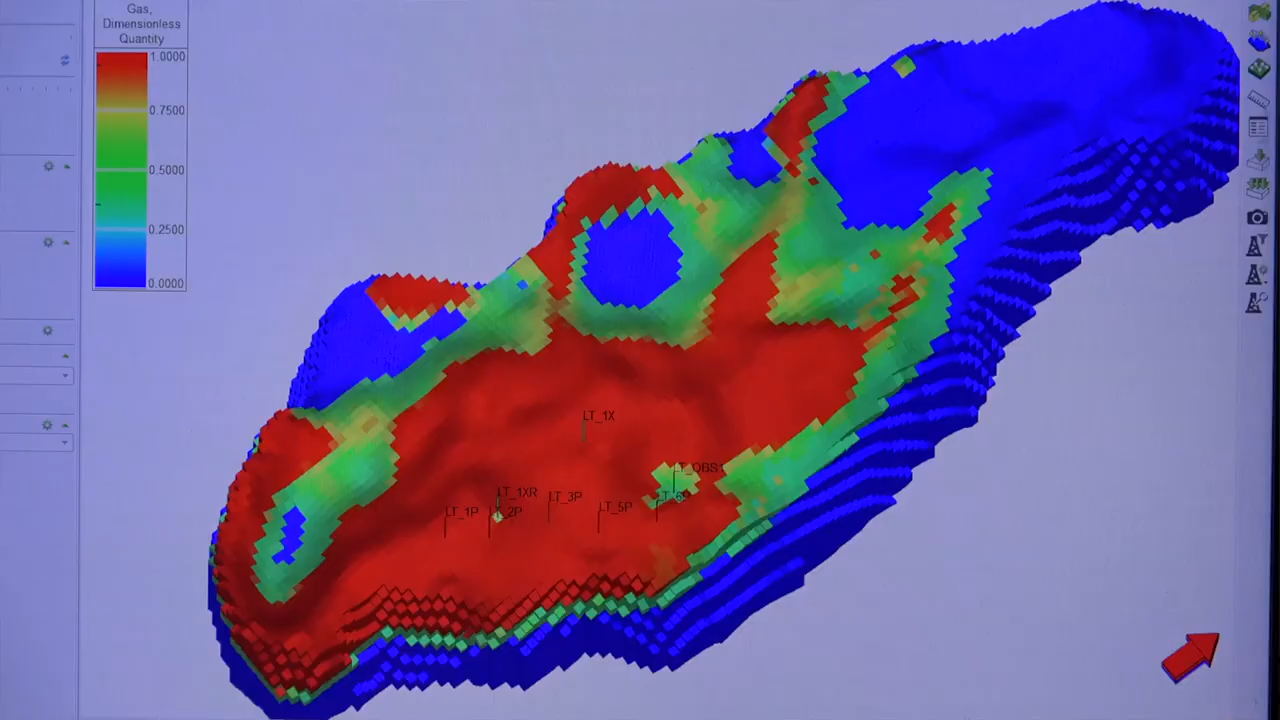 Gas,
Dimensionless
Quantity
1.0000
0.7500
0.5000
0.2500
0.0000
LT_1X
LT_OBS1
LT_1XR
LT_3P
LT_1P
LT_2P
LT_5P